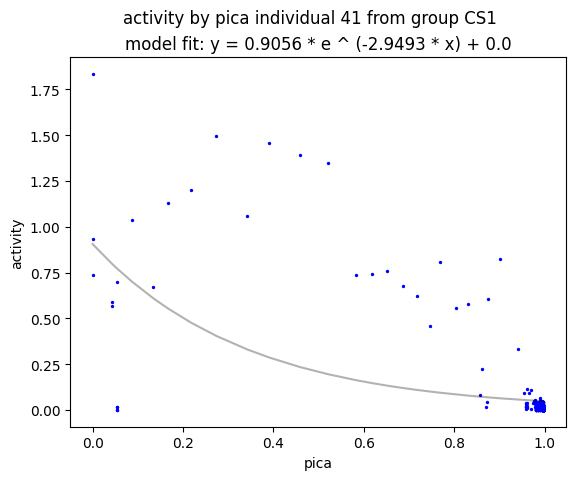 activity by pica individual 41 from group CS1
model fit: y = 0.9056 * e ^ (-2.9493 * x) + 0.0
1.75
1.50
1.25
1.00
0.75
0.50
0.25
0.00
activity
0.0 0.2 0.4 0.6 0.8 1.0
pica